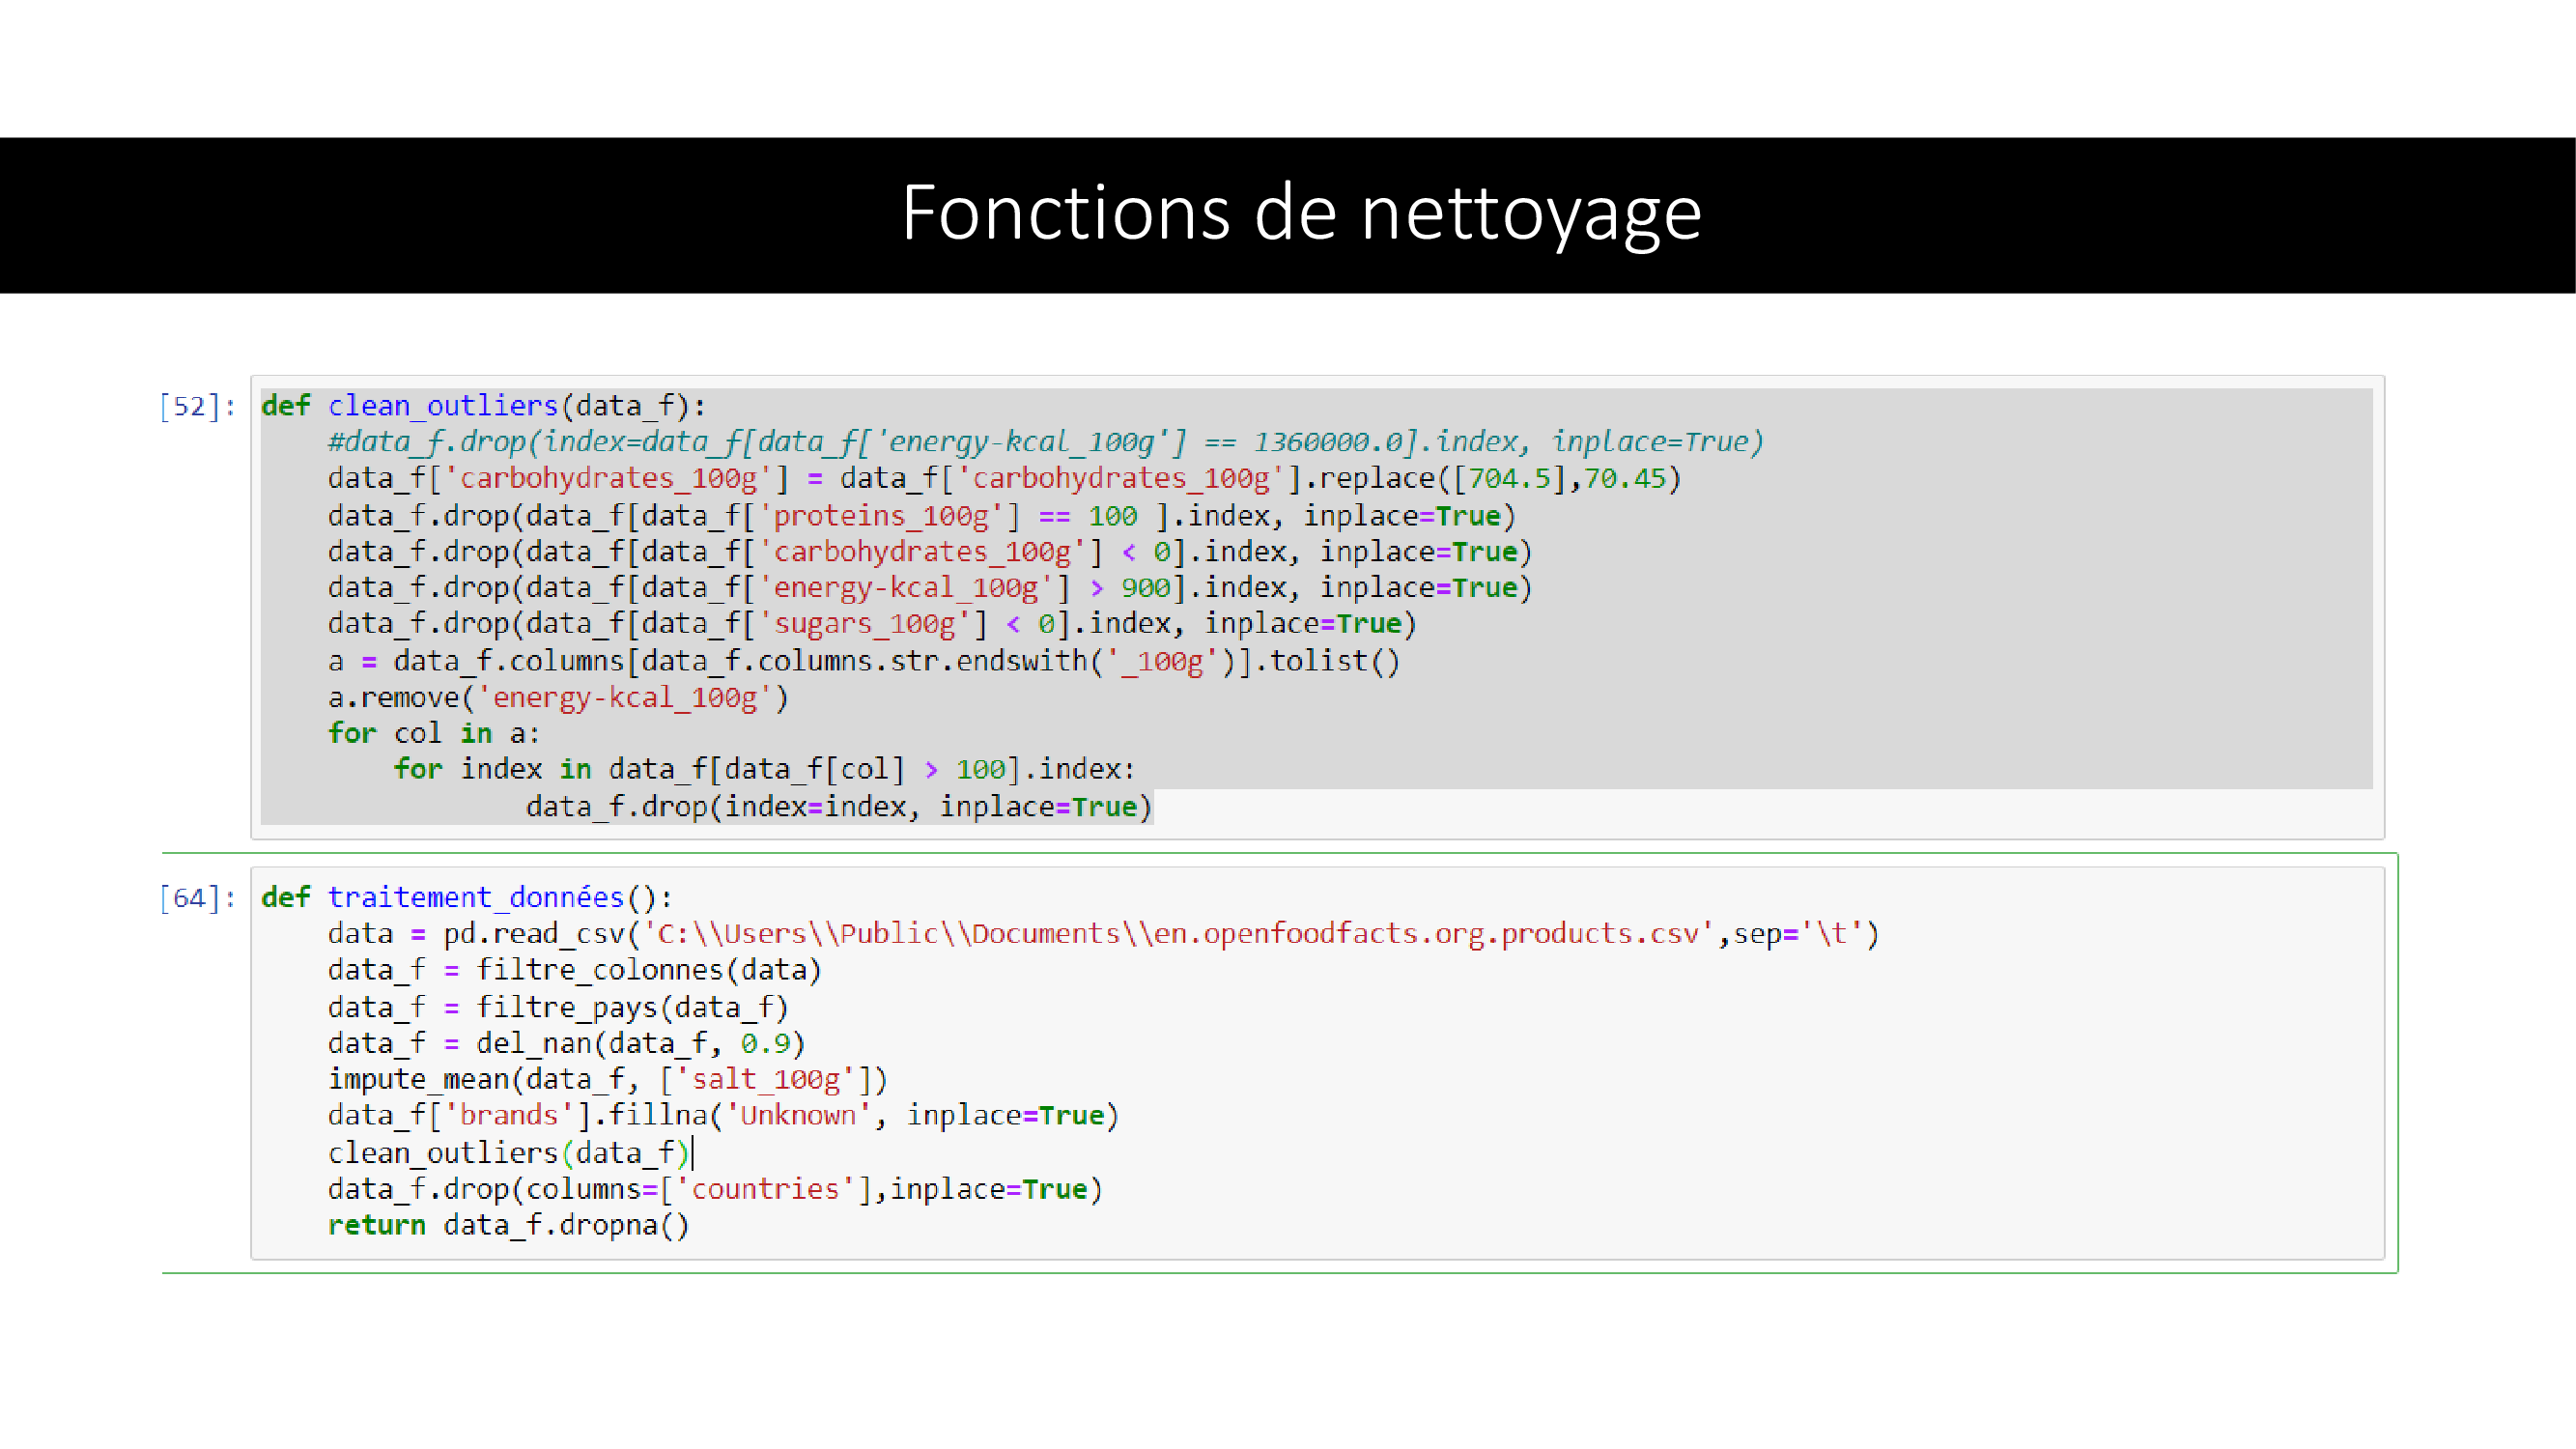 Fonctions de nettoyage
[52]: def clean_outliers(data_f):
    #data_f.drop(index=data_f[data_f['energy-kcal_100g'] == 1360000.0].index, inplace=True)
    data_f['carbohydrates_100g'] = data_f['carbohydrates_100g'].replace([704.5],70.45)
    data_f.drop(data_f[data_f['proteins_100g'] == 100 ].index, inplace=True)
    data_f.drop(data_f[data_f['carbohydrates_100g'] < 0].index, inplace=True)
    data_f.drop(data_f[data_f['energy-kcal_100g'] > 900].index, inplace=True)
    data_f.drop(data_f[data_f['sugars_100g'] < 0].index, inplace=True)
    a = data_f.columns[data_f.columns.str.endswith('_100g')].tolist()
    a.remove('energy-kcal_100g')
    for col in a:
        for index in data_f[data_f[col] > 100].index:
                data_f.drop(index=index, inplace=True)
[64]: def traitement_données():
    data = pd.read_csv('C:\\Users\\Public\\Documents\\en.openfoodfacts.org.products.csv',sep='\t')
    data_f = filtre_colonnes(data)
    data_f = filtre_pays(data_f)
    data_f = del_nan(data_f, 0.9)
    impute_mean(data_f, ['salt_100g'])
    data_f['brands'].fillna('Unknown', inplace=True)
    clean_outliers(data_f)
    data_f.drop(columns=['countries'],inplace=True)
    return data_f.dropna()